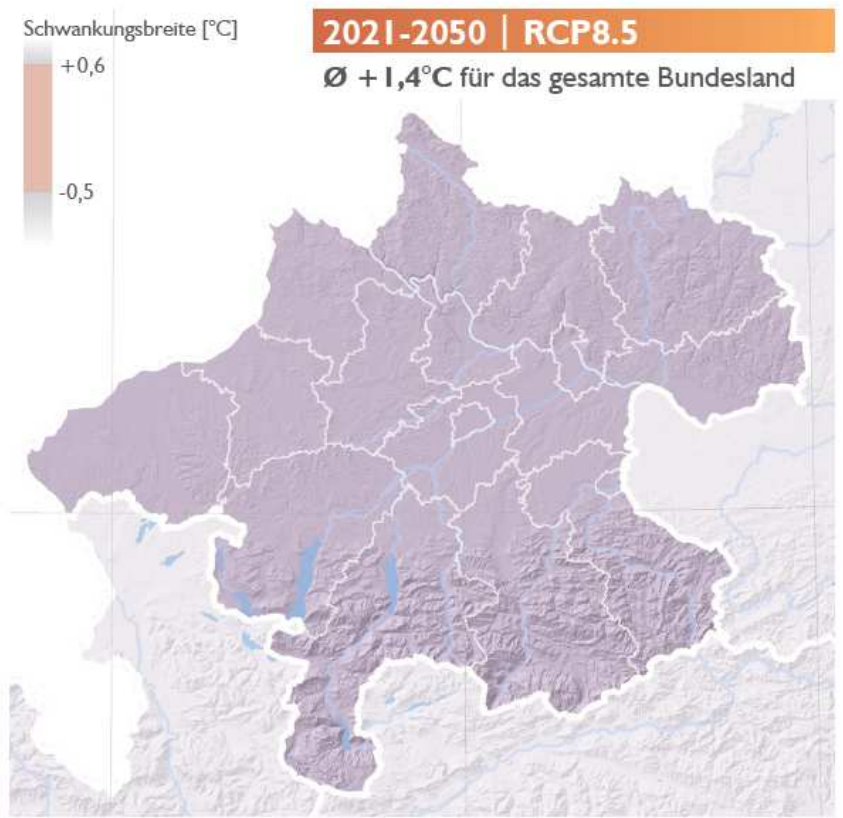 Schwankungsbreite [°C]
+0,6
-0,5
2021-2050 | RCP8.5
Ø +1,4°C für das gesamte Bundesland